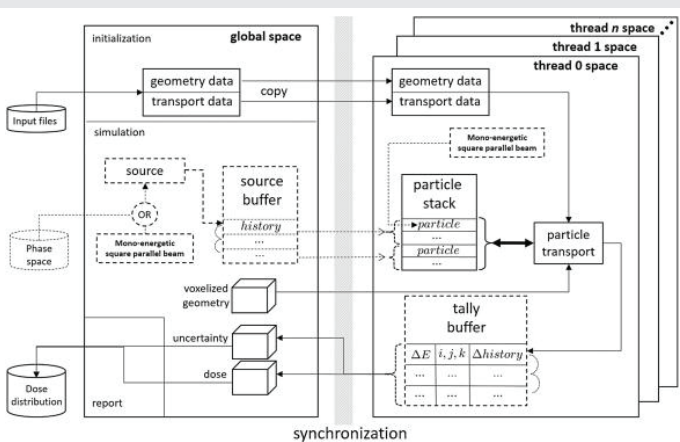 initialization
global space
thread n space
thread 1 space
thread 0 space
geometry data
transport data
copy
geometry data
transport data
Input files
simulation
Mono-energetic
square parallel beam
source
source
buffer
history
...
...
OR
Mono-energetic
square parallel beam
Phase
space
particle
stack
particle
...
particle
...
particle
transport
voxelized
geometry
tally
buffer
ΔE i, j, k Δhistory
... ... ...
... ... ...
uncertainty
dose
Dose
distribution
report
synchronization